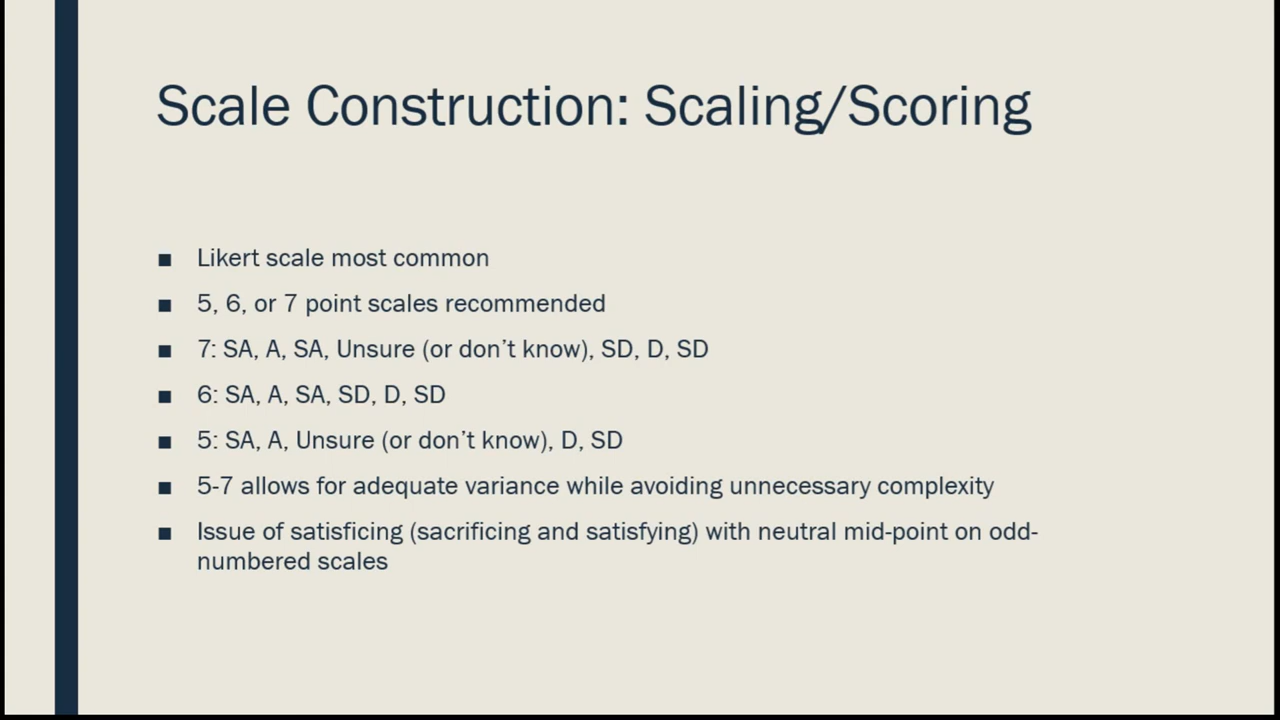 Scale Construction: Scaling/Scoring
■ Likert scale most common
■ 5, 6, or 7 point scales recommended
■ 7: SA, A, SA, Unsure (or don’t know), SD, D, SD
■ 6: SA, A, SA, SD, D, SD
■ 5: SA, A, Unsure (or don’t know), D, SD
■ 5-7 allows for adequate variance while avoiding unnecessary complexity
■ Issue of satisficing (sacrificing and satisfying) with neutral mid-point on odd-
numbered scales